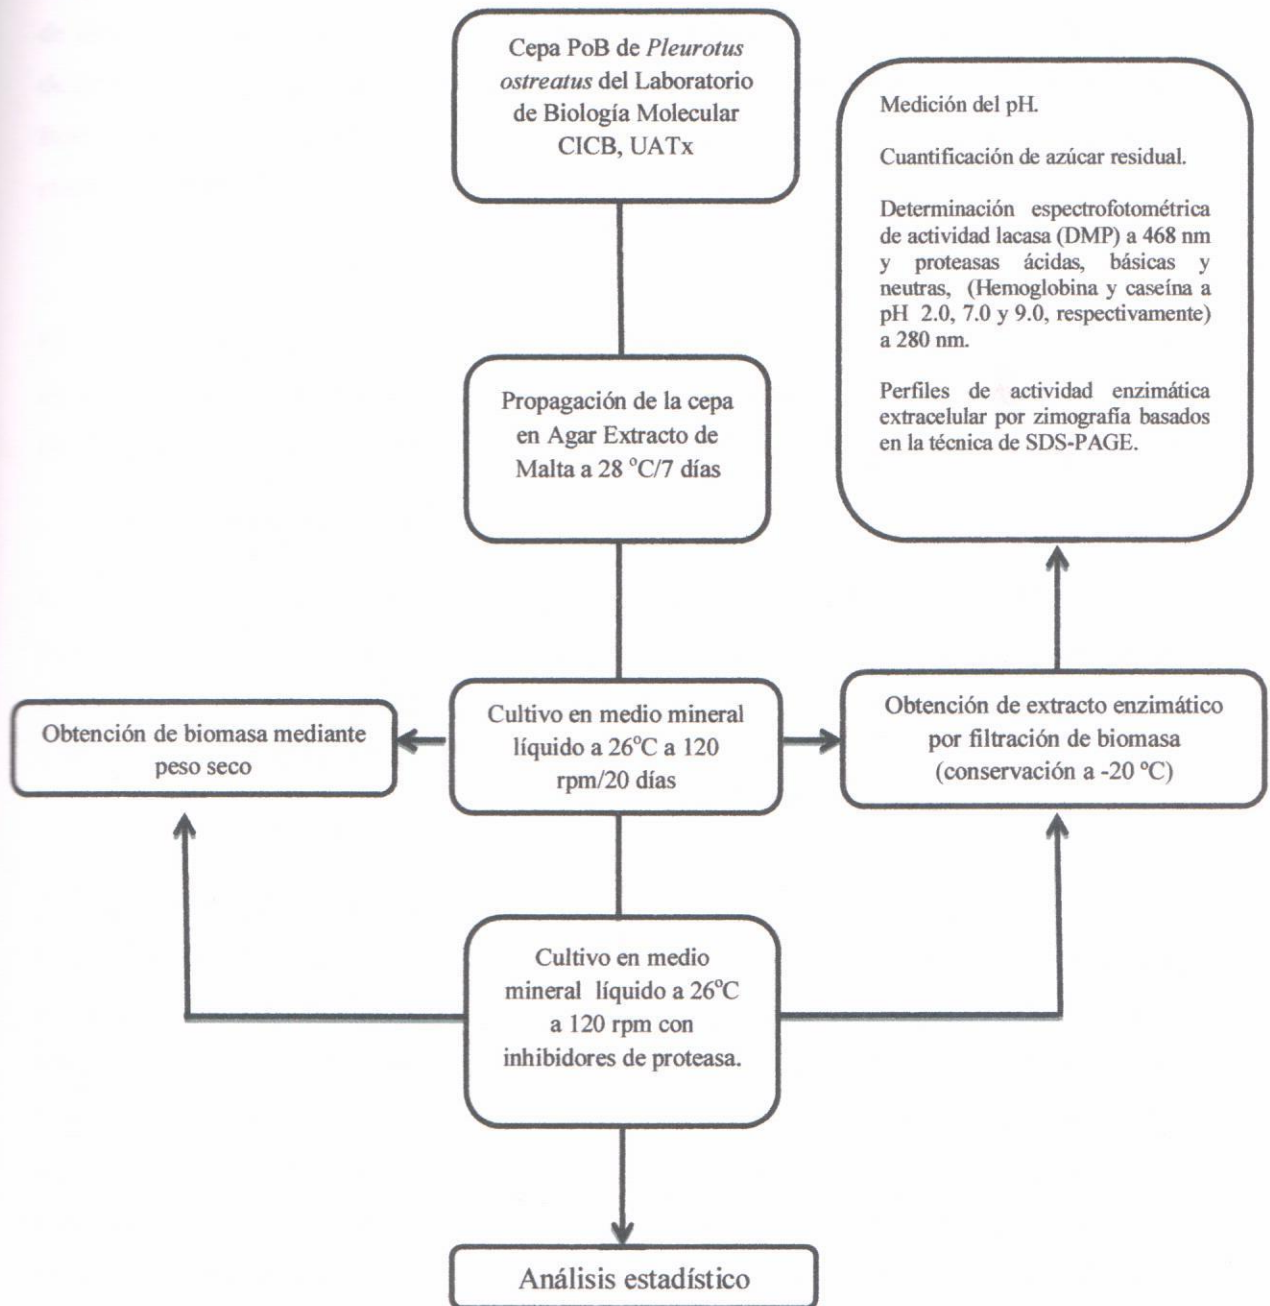 Cepa PoB de Pleurotus
ostreatus del Laboratorio
de Biología Molecular
CICB, UATx
Medición del pH.
Cuantificación de azúcar residual.
Determinación espectrofotométrica
de actividad lacasa (DMP) a 468 nm
y proteasas ácidas, básicas y
neutras, (Hemoglobina y caseína a
pH 2.0, 7.0 y 9.0, respectivamente)
a 280 nm.
Perfiles de actividad enzimática
extracelular por zimografía basados
en la técnica de SDS-PAGE.
Propagación de la cepa
en Agar Extracto de
Malta a 28 °C/7 días
Obtención de biomasa mediante
peso seco
Cultivo en medio mineral
líquido a 26°C a 120
rpm/20 días
Obtención de extracto enzimático
por filtración de biomasa
(conservación a -20 ºC)
Cultivo en medio
mineral líquido a 26°C
a 120 rpm con
inhibidores de proteasa.
Análisis estadístico